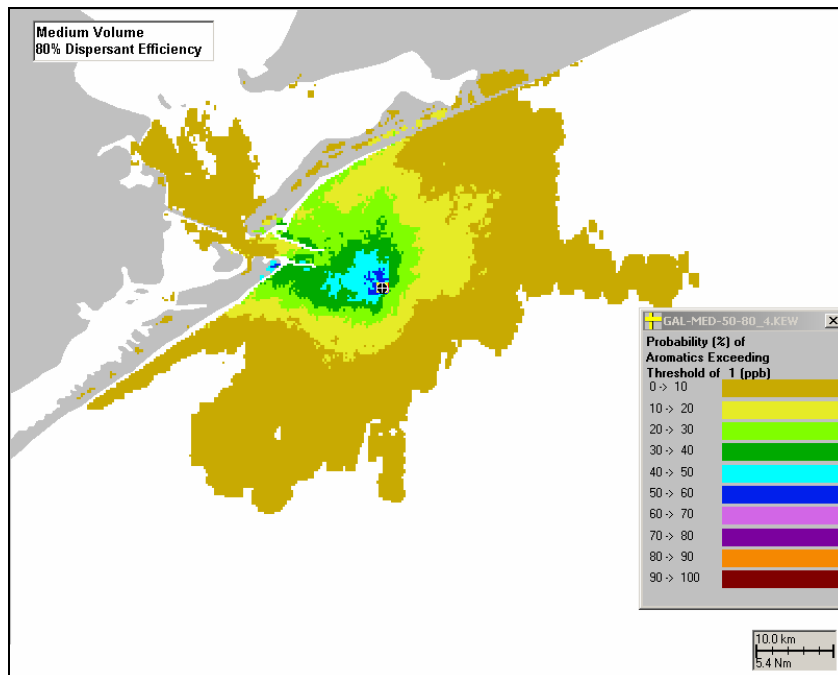 Medium Volume
80% Dispersant Efficiency
GAL-MED-50-80_4.KEW
Probability (%) of
Aromatics Exceeding
Threshold of 1 (ppb)
0 -> 10
10 -> 20
20 -> 30
30 -> 40
40 -> 50
50 -> 60
60 -> 70
70 -> 80
80 -> 90
90 -> 100
10.0 km
5.4 Nm